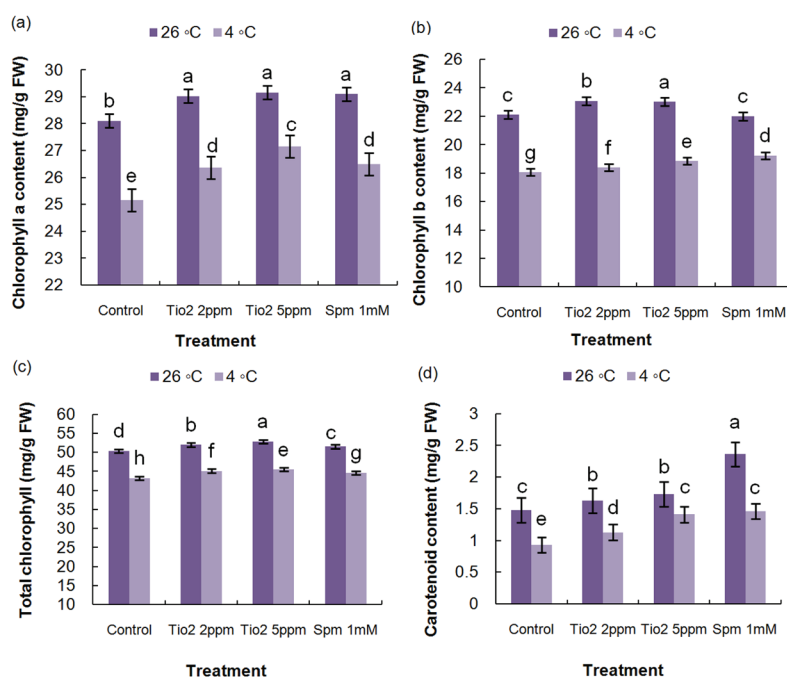 (a)
26 ◦C 4 ◦C
Chlorophyll a content (mg/g FW)
30
29
28
27
26
25
24
23
22
b
e
a
d
a
c
a
d
Control Tio2 2ppm Tio2 5ppm Spm 1mM
Treatment
(b)
26 ◦C 4 ◦C
Chlorophyll b content (mg/g FW)
26
24
22
20
18
16
14
12
10
c
g
b
f
a
e
c
d
Control Tio2 2ppm Tio2 5ppm Spm 1mM
Treatment
(c)
26 ◦C 4 ◦C
Total chlorophyll (mg/g FW)
60
55
50
45
40
35
30
25
20
15
10
d
h
b
f
a
e
c
g
Control Tio2 2ppm Tio2 5ppm Spm 1mM
Treatment
(d)
26 ◦C 4 ◦C
Carotenoid content (mg/g FW)
3
2.5
2
1.5
1
0.5
0
c
e
b
d
b
c
a
c
Control Tio2 2ppm Tio2 5ppm Spm 1mM
Treatment